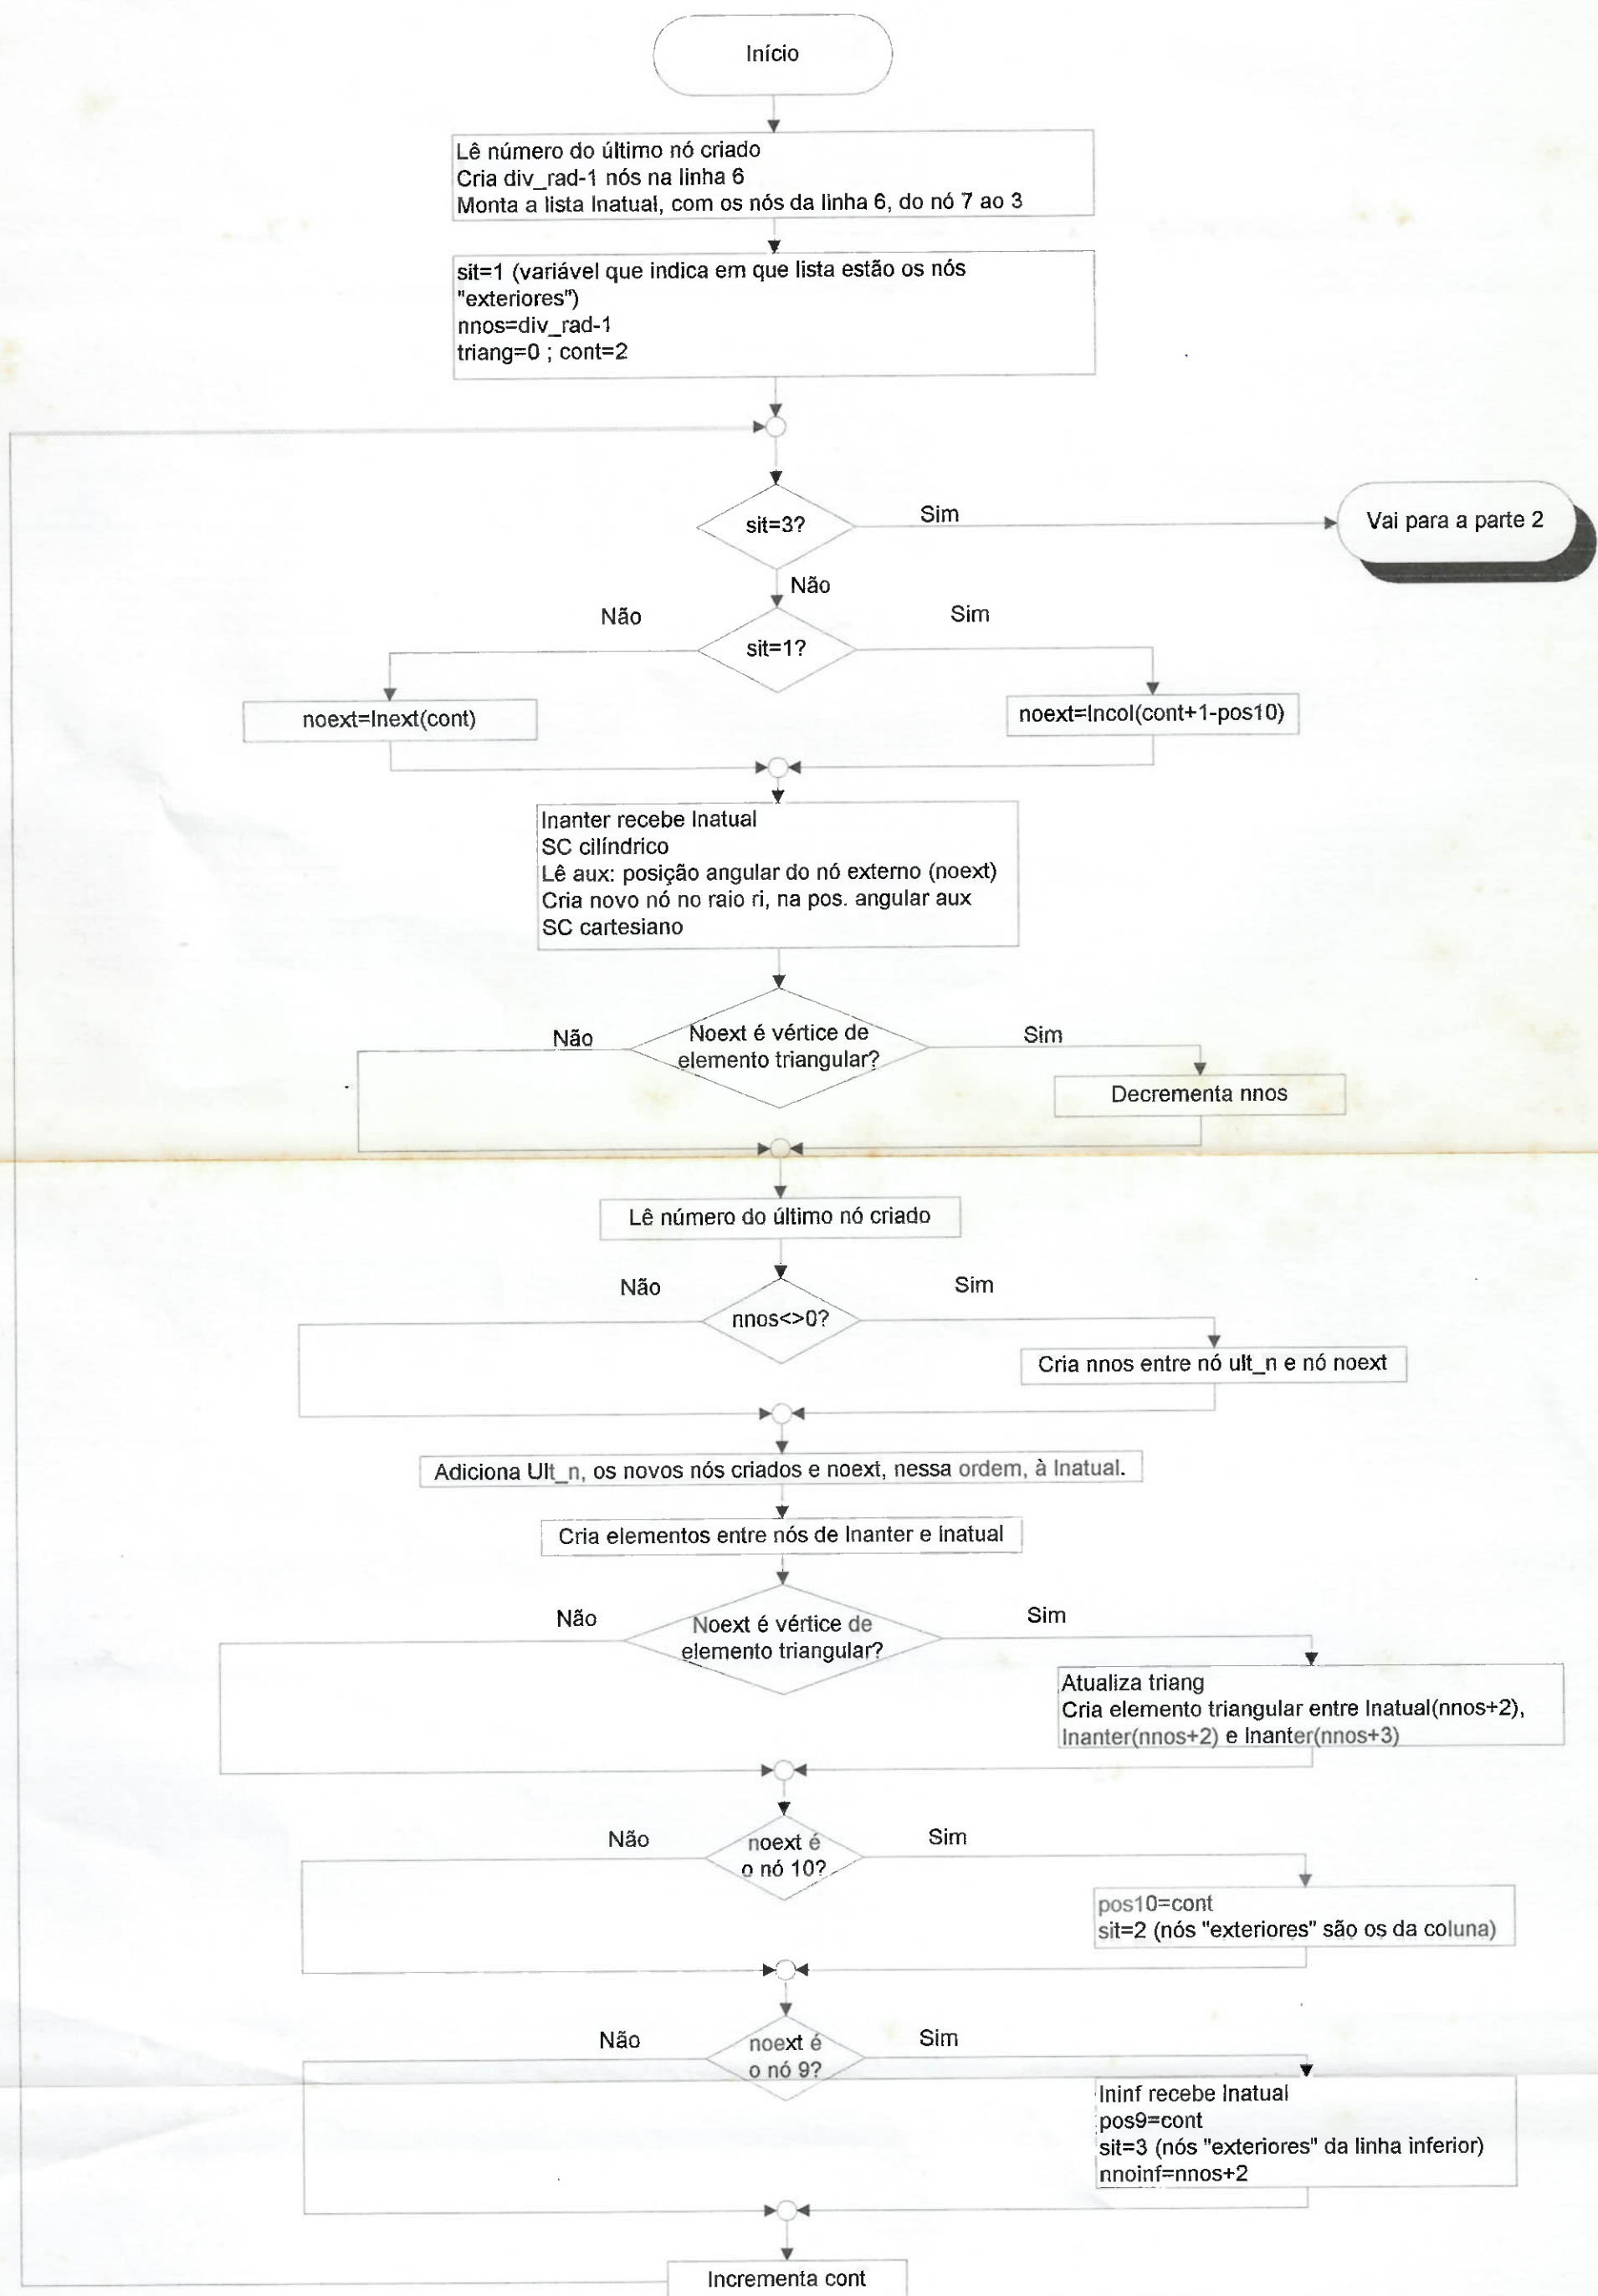 Início
Lê número do último nó criado
Cria div_rad-1 nós na linha 6
Monta a lista lnatual, com os nós da linha 6, do nó 7 ao 3
sit=1 (variável que indica em que lista estão os nós
"exteriores")
nnos=div_rad-1
triang=0 ; cont=2
sit=3?
Sim
Vai para a parte 2
Não
Não
Sim
sit=1?
noext=lnext(cont)
noext=lncol(cont+1-pos10)
lnanter recebe lnatual
SC cilíndrico
Lê aux: posição angular do nó externo (noext)
Cria novo nó no raio ri, na pos. angular aux
SC cartesiano
Não
Noext é vértice de
elemento triangular?
Sim
Decrementa nnos
Lê número do último nó criado
Não
Sim
nnos<>0?
Cria nnos entre nó ult_n e nó noext
Adiciona Ult_n, os novos nós criados e noext, nessa ordem, à lnatual.
Cria elementos entre nós de lnanter e lnatual
Não
Noext é vértice de
elemento triangular?
Sim
Atualiza triang
Cria elemento triangular entre lnatual(nnos+2),
lnanter(nnos+2) e lnanter(nnos+3)
Não
noext é
o nó 10?
Sim
pos10=cont
sit=2 (nós "exteriores" são os da coluna)
Não
noext é
o nó 9?
Sim
lninf recebe lnatual
pos9=cont
sit=3 (nós "exteriores" da linha inferior)
nnoinf=nnos+2
Incrementa cont